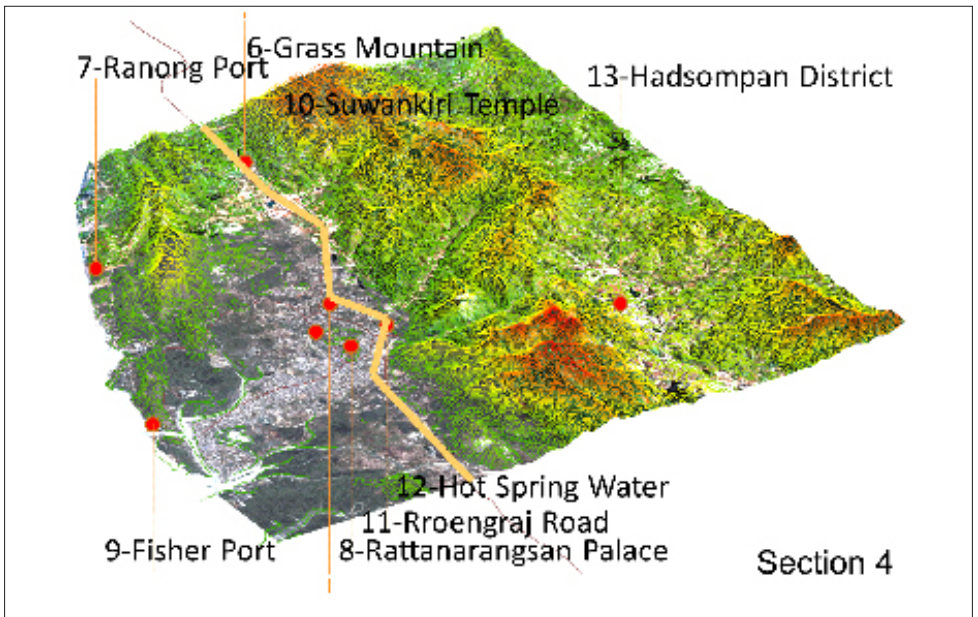 6-Grass Mountain
7-Ranong Port
13-Hadsompan District
10-Suwankiri Temple
12-Hot Spring Water
11-Rroengraj Road
9-Fisher Port
8-Rattanarangsan Palace
Section 4